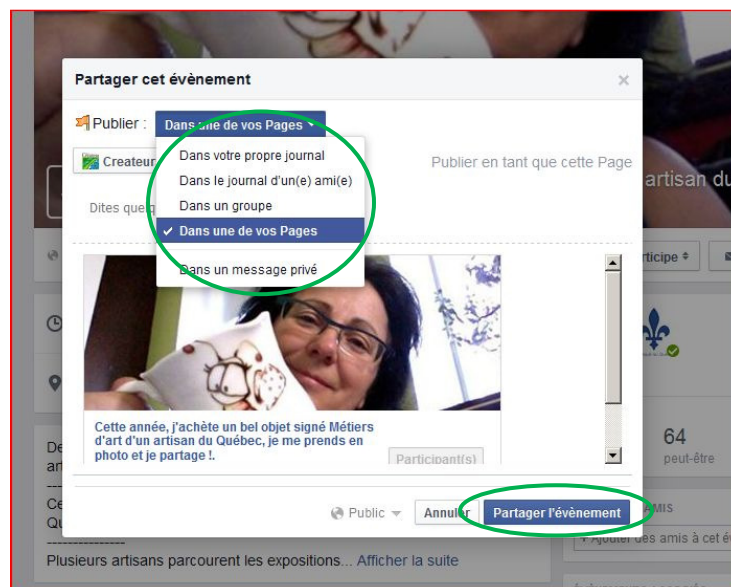 Partager cet évènement
Publier : Dans une de vos Pages
Createur
Publier en tant que cette Page
Dans votre propre journal
Dans le journal d'un(e) ami(e)
Dans un groupe
Dans une de vos Pages
Dans un message privé
Dites quelq
artisan du
rticipe
Cette année, j'achète un bel objet signé Métiers
d'art d'un artisan du Québec, je me prends en
photo et je partage !.
Participant(s)
64
peut-être
De
art
Ce
Qu
---------------
Public
Annuler
Partager l'évènement
AMIS
+ Ajouter des amis à cet é
Plusieurs artisans parcourent les expositions... Afficher la suite